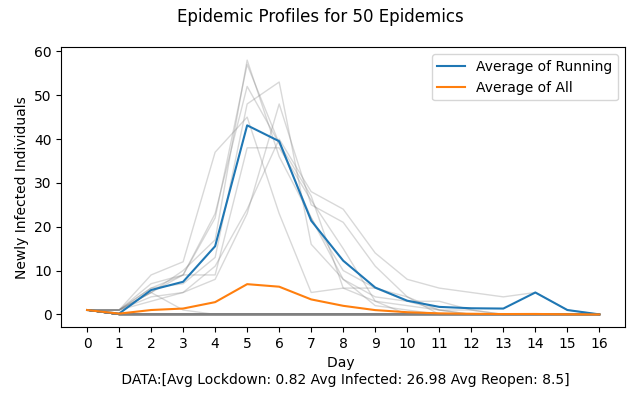 Epidemic Profiles for 50 Epidemics
Average of Running
Average of All
Newly Infected Individuals
60
50
40
30
20
10
0
0 1 2 3 4 5 6 7 8 9 10 11 12 13 14 15 16
Day
DATA:[Avg Lockdown: 0.82 Avg Infected: 26.98 Avg Reopen: 8.5]